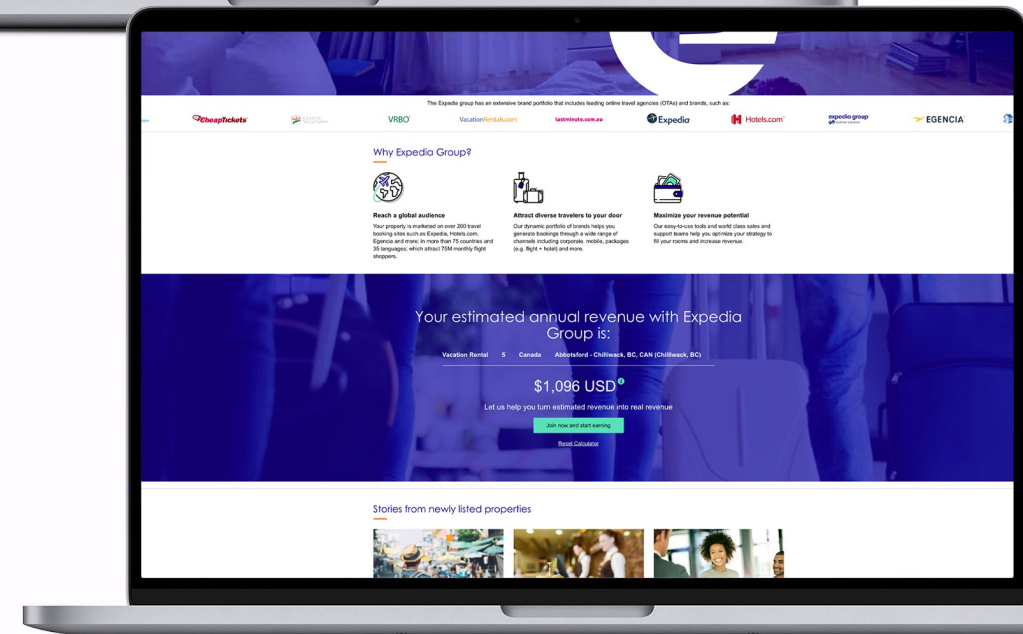 The Expedia group has an extensive brand portfolio that includes leading online travel agencies (OTAs) and brands, such as:
CheapTickets
VRBO
VacationRentals.com
lastminute.com.au
Expedia
Hotels.com
expedia group
EGENCIA
Why Expedia Group?
Reach a global audience
Your property is marketed on over 200 travel
booking sites such as Expedia, Hotels.com,
Egencia and more; in more than 75 countries and
35 languages; which attract 75M monthly flight
shoppers.
Attract diverse travelers to your door
Our dynamic portfolio of brands helps you
generate bookings through a wide range of
channels including corporate, mobile, packages
(e.g. flight + hotel) and more.
Maximize your revenue potential
Our easy-to-use tools and world class sales and
support teams help you optimize your strategy to
fill your rooms and increase revenue.
Your estimated annual revenue with Expedia
Group is:
Vacation Rental 5 Canada Abbotsford - Chilliwack, BC, CAN (Chilliwack, BC)
$1,096 USD
Let us help you turn estimated revenue into real revenue
Join now and start earning
Reset Calculator
Stories from newly listed properties